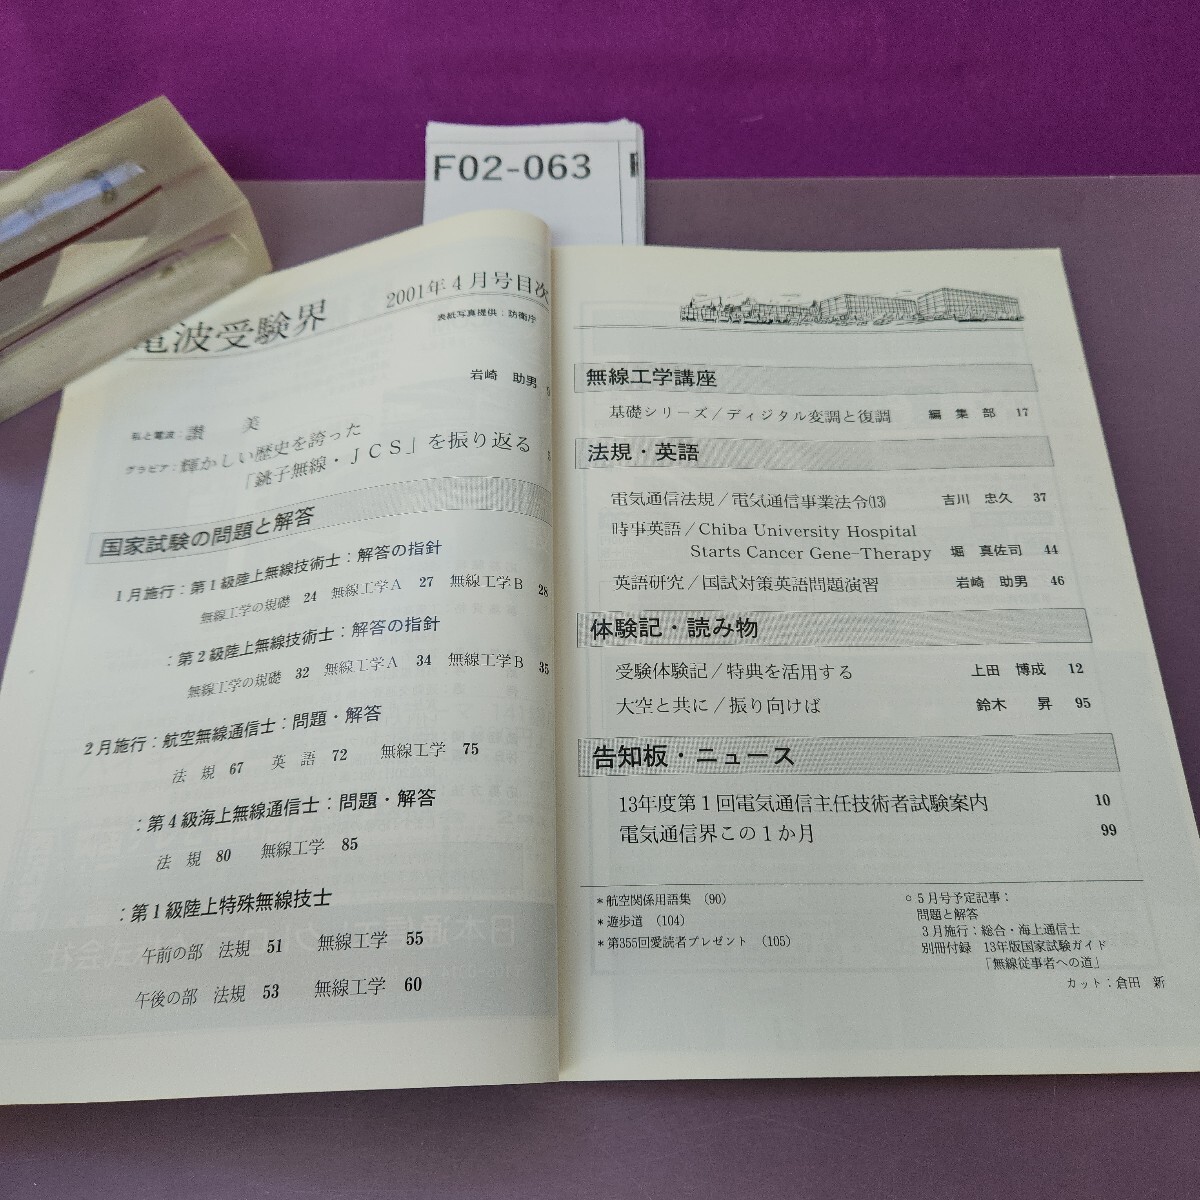 F02-063
電波受験界
2001年4月号目次
表紙写真提供：防衛庁
私と電波：讃 美 岩崎 助男
グラビア：輝かしい歴史を誇った
「銚子無線・JCS」を振り返る
国家試験の問題と解答
1月施行：第1級陸上無線技術士：解答の指針
無線工学の基礎 24 無線工学A 27 無線工学B 28
：第2級陸上無線技術士：解答の指針
無線工学の基礎 32 無線工学A 34 無線工学B 35
2月施行：航空無線通信士：問題・解答
法 規 67 英 語 72 無線工学 75
：第4級海上無線通信士：問題・解答
法 規 80 無線工学 85
：第1級陸上特殊無線技士
午前の部 法規 51 無線工学 55
午後の部 法規 53 無線工学 60
無線工学講座
基礎シリーズ/ディジタル変調と復調 編 集 部 17
法規・英語
電気通信法規/電気通信事業法令⒀ 吉川 忠久 37
時事英語/Chiba University Hospital
Starts Cancer Gene-Therapy 堀 真佐司 44
英語研究/国試対策英語問題演習 岩崎 助男 46
体験記・読み物
受験体験記/特典を活用する 上田 博成 12
大空と共に/振り向けば 鈴木 昇 95
告知板・ニュース
13年度第1回電気通信主任技術者試験案内 10
電気通信界この1か月 99
*航空関係用語集 (90)
*遊歩道 (104)
*第355回愛読者プレゼント (105)
○5月号予定記事：
問題と解答
3月施行：総合・海上通信士
別冊付録 13年版国家試験ガイド
「無線従事者への道」
カット：倉田 新